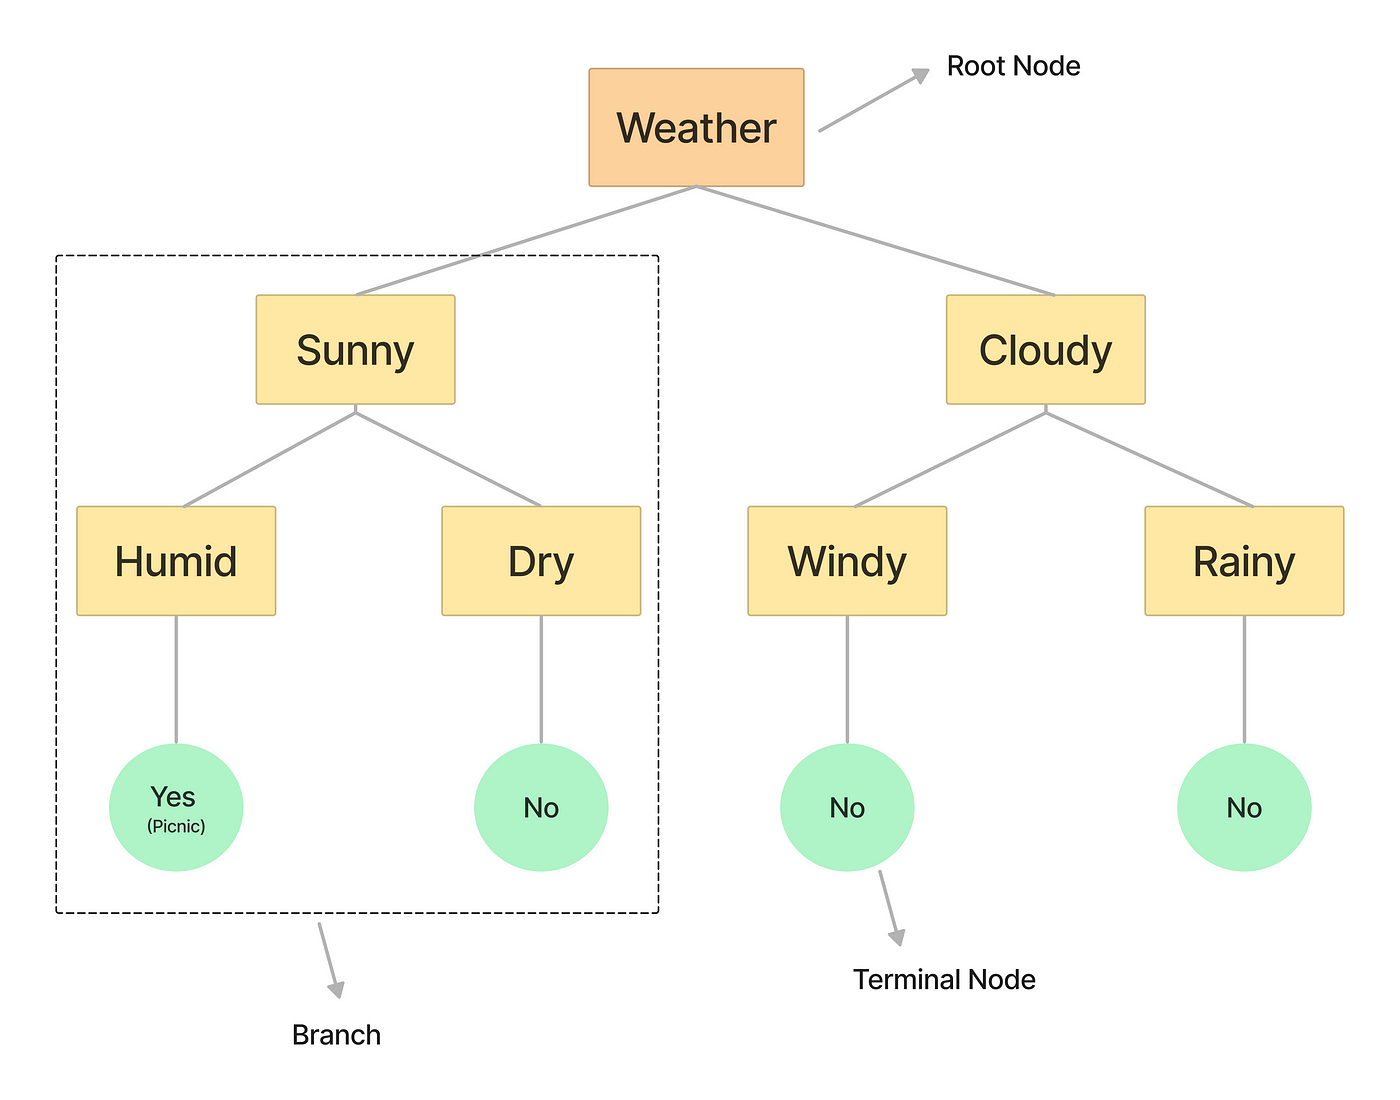 Root Node
Weather
Sunny
Cloudy
Humid
Dry
Windy
Rainy
Yes
(Picnic)
No
No
No
Terminal Node
Branch